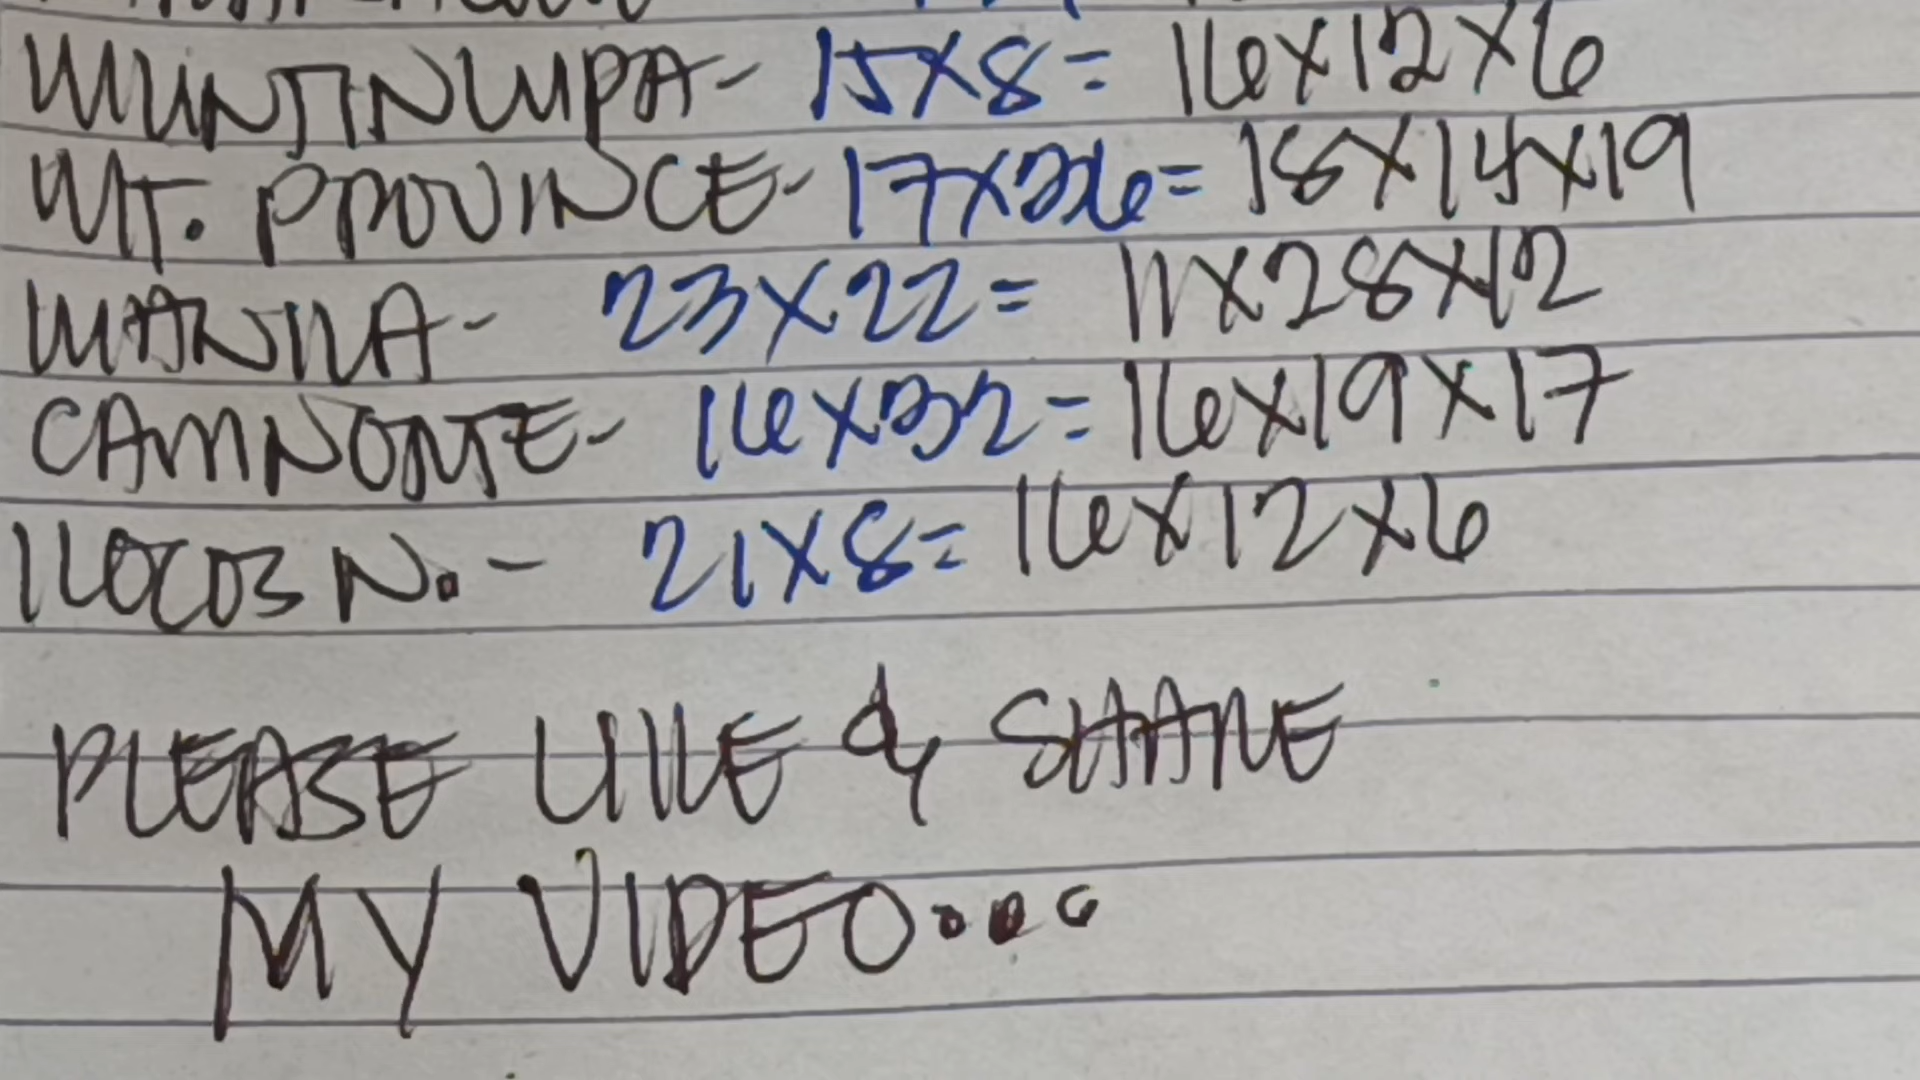 MUNTINLUPA- 15X8= 16X12X6
MT. PROVINCE- 17X26= 18X14X19
MANILA- 23X22= 11X28X12
CAMNORTE- 16X32= 16X19X17
ILOCOS N.- 21X8= 16X12X6
PLEASE LIKE & SHARE
MY VIDEO...